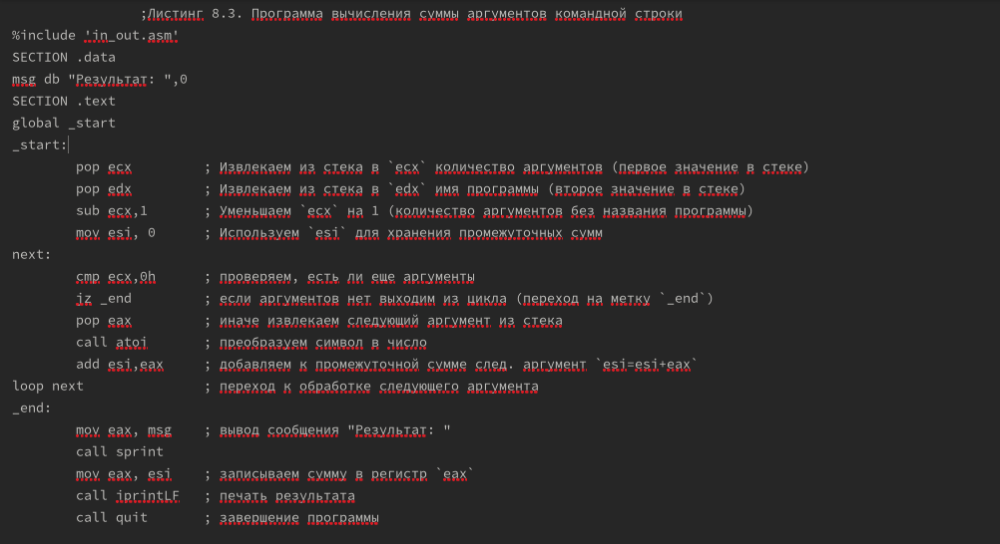 ;Листинг 8.3. Программа вычисления суммы аргументов командной строки
%include 'in_out.asm'
SECTION .data
msg db "Результат: ",0
SECTION .text
global _start
_start:
pop ecx ; Извлекаем из стека в `ecx` количество аргументов (первое значение в стеке)
pop edx ; Извлекаем из стека в `edx` имя программы (второе значение в стеке)
sub ecx,1 ; Уменьшаем `ecx` на 1 (количество аргументов без названия программы)
mov esi, 0 ; Используем `esi` для хранения промежуточных сумм
next:
cmp ecx,0h ; проверяем, есть ли еще аргументы
jz _end ; если аргументов нет выходим из цикла (переход на метку `_end`)
pop eax ; иначе извлекаем следующий аргумент из стека
call atoi ; преобразуем символ в число
add esi,eax ; добавляем к промежуточной сумме след. аргумент `esi=esi+eax`
loop next ; переход к обработке следующего аргумента
_end:
mov eax, msg ; вывод сообщения "Результат: "
call sprint
mov eax, esi ; записываем сумму в регистр `eax`
call iprintLF ; печать результата
call quit ; завершение программы